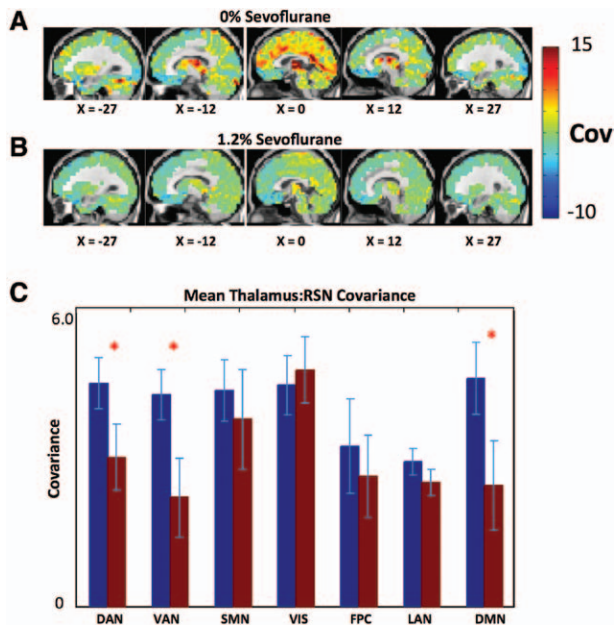 A
0% Sevoflurane
15
X = -27 X = -12 X = 0 X = 12 X = 27
Cov
B
1.2% Sevoflurane
-10
X = -27 X = -12 X = 0 X = 12 X = 27
C
Mean Thalamus:RSN Covariance
6.0
Covariance
0
DAN VAN SMN VIS FPC LAN DMN